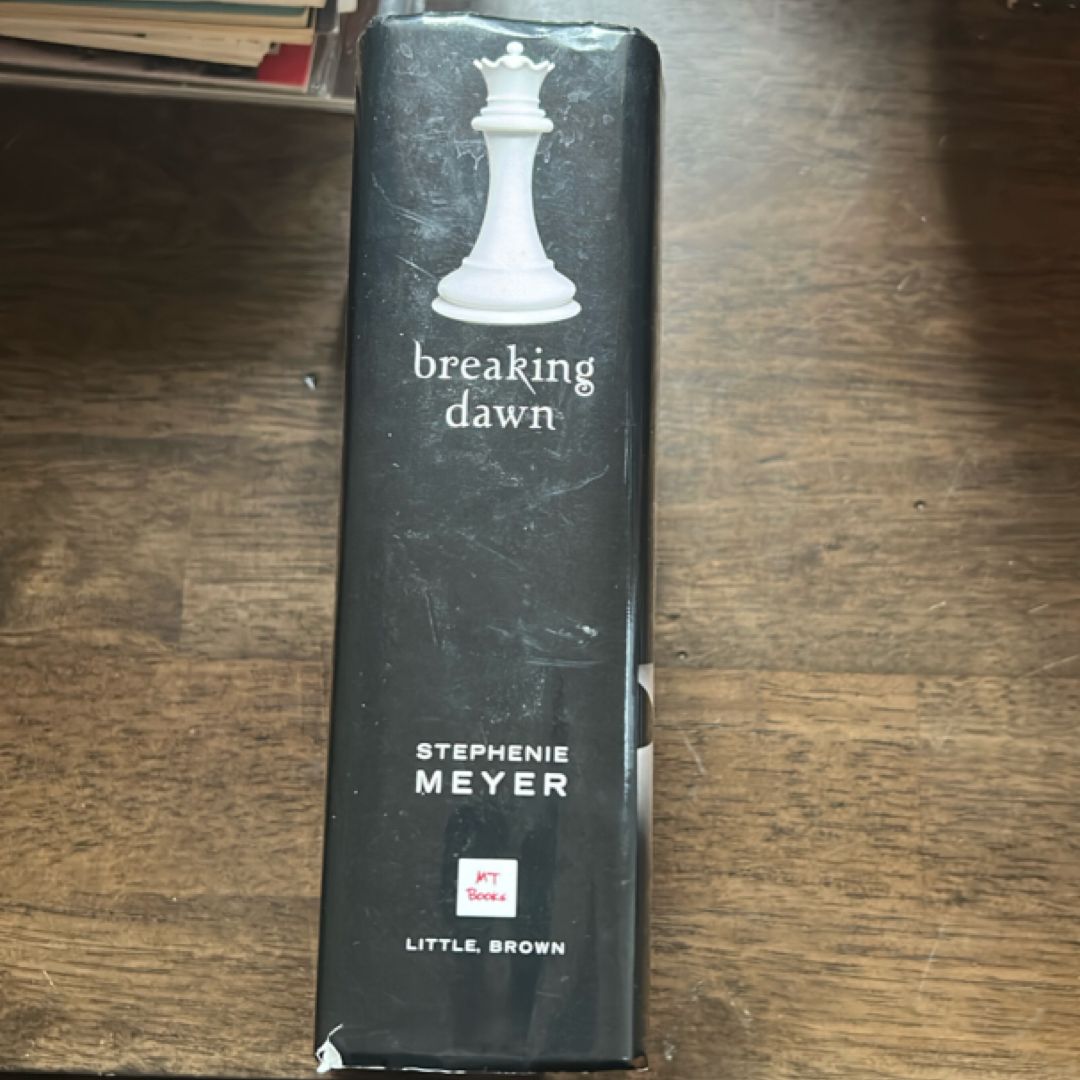 breaking
dawn
STEPHENIE
MEYER
MT
BOOKS
LITTLE, BROWN